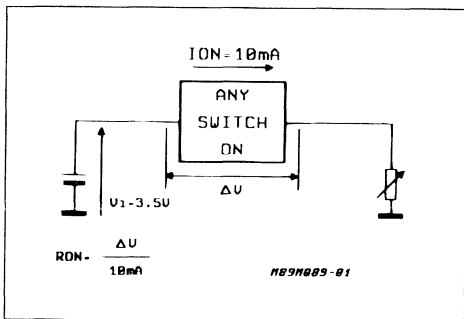 ION=10mA
ANY
SWITCH
ON
ΔV
V1-3.5V
RON-
ΔV
10mA
M89M089-01